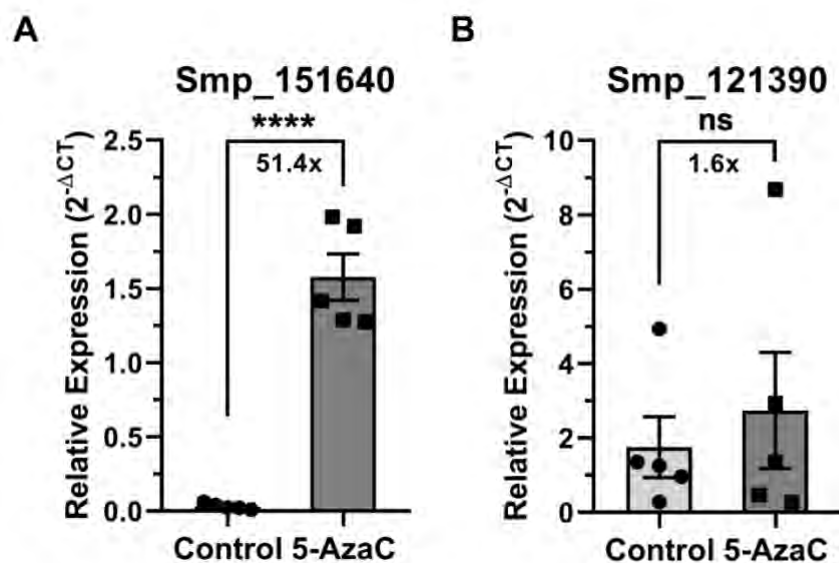 A
Smp_151640
****
51.4x
Relative Expression (2^-ΔCT)
2.5
2.0
1.5
1.0
0.5
0.0
Control 5-AzaC
B
Smp_121390
ns
1.6x
Relative Expression (2^-ΔCT)
10
8
6
4
2
0
Control 5-AzaC